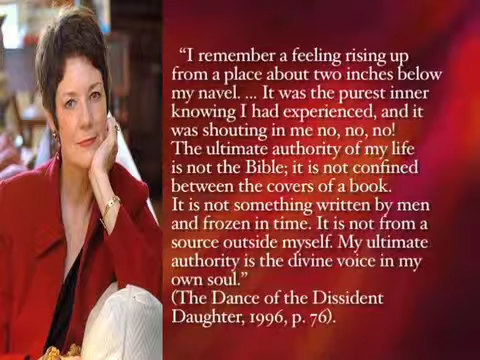 “I remember a feeling rising up
from a place about two inches below
my navel. ... It was the purest inner
knowing I had experienced, and it
was shouting in me no, no, no!
The ultimate authority of my life
is not the Bible; it is not confined
between the covers of a book.
It is not something written by men
and frozen in time. It is not from a
source outside myself. My ultimate
authority is the divine voice in my
own soul.”
(The Dance of the Dissident
Daughter, 1996, p. 76).